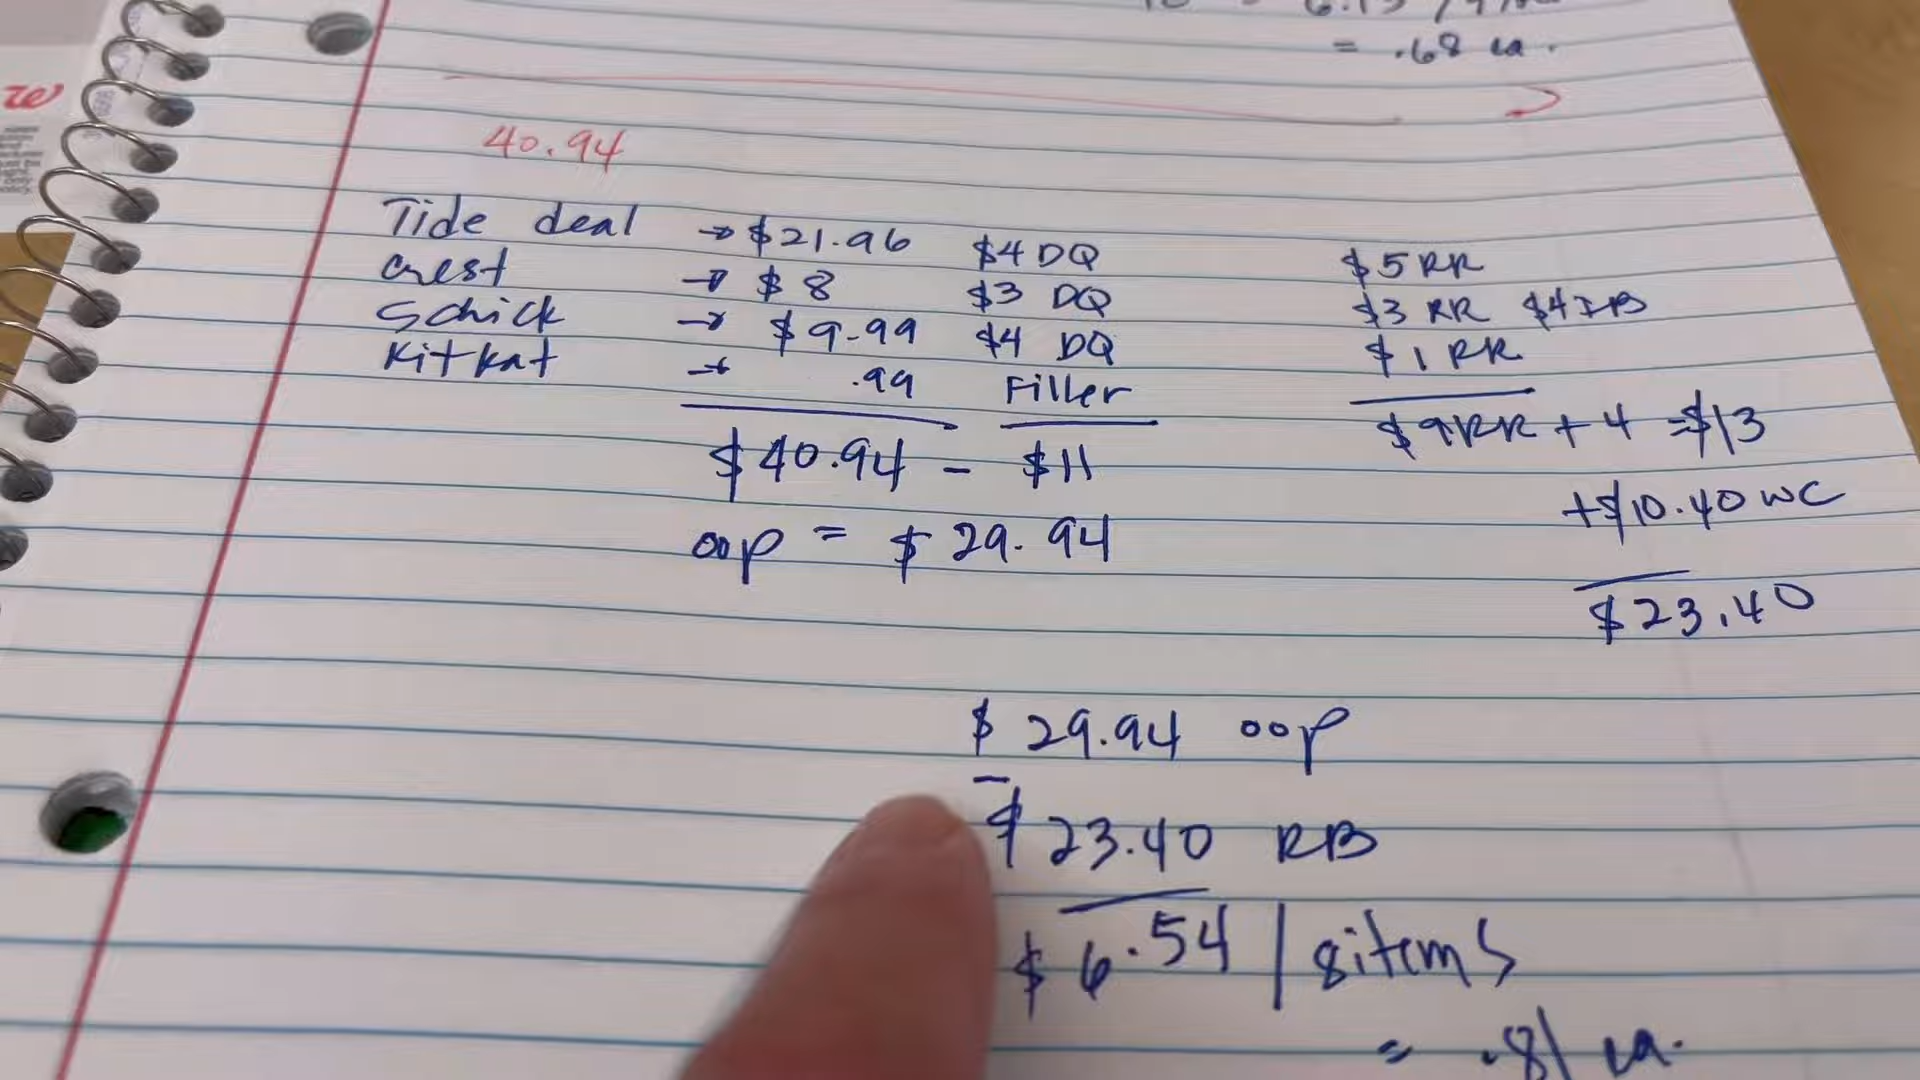 = .68 ea.
40.94
Tide deal → $21.96 $4 DQ $5 RR
Crest → $8 $3 DQ $3 RR $4 IB
Schick → $9.99 $4 DQ $1 RR
Kitkat → .99 Filler
$40.94 - $11 $9 RR + 4 = $13
oop = $29.94 +$10.40 WC
$23.40
$29.94 oop
- $23.40 RB
$6.54 / 8 items
= .81 ea.